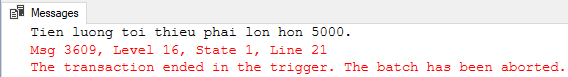 Messages
Tien luong toi thieu phai lon hon 5000.
Msg 3609, Level 16, State 1, Line 21
The transaction ended in the trigger. The batch has been aborted.